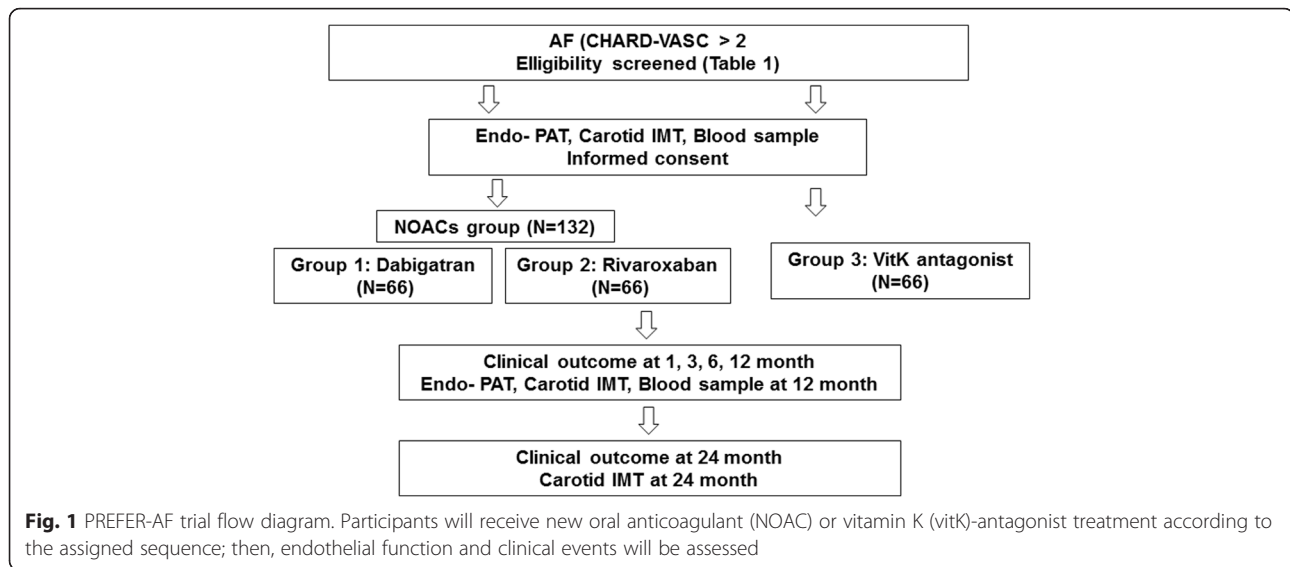 AF (CHARD-VASC > 2
Elligibility screened (Table 1)
Endo- PAT, Carotid IMT, Blood sample
Informed consent
NOACs group (N=132)
Group 1: Dabigatran
(N=66)
Group 2: Rivaroxaban
(N=66)
Group 3: VitK antagonist
(N=66)
Clinical outcome at 1, 3, 6, 12 month
Endo- PAT, Carotid IMT, Blood sample at 12 month
Clinical outcome at 24 month
Carotid IMT at 24 month
Fig. 1 PREFER-AF trial flow diagram. Participants will receive new oral anticoagulant (NOAC) or vitamin K (vitK)-antagonist treatment according to
the assigned sequence; then, endothelial function and clinical events will be assessed